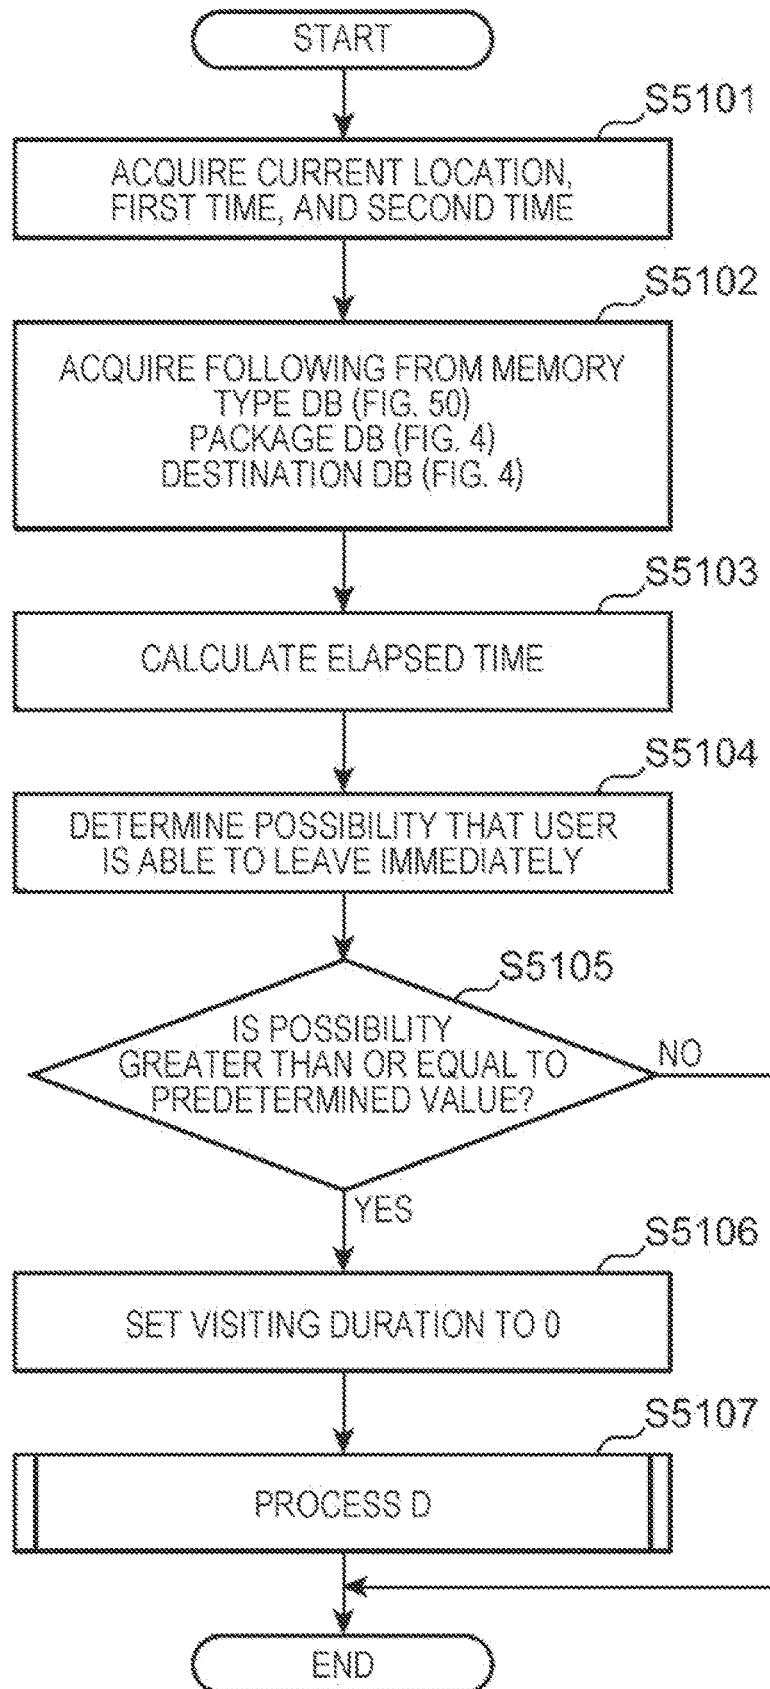 START
S5101
ACQUIRE CURRENT LOCATION,
FIRST TIME, AND SECOND TIME
S5102
ACQUIRE FOLLOWING FROM MEMORY
TYPE DB (FIG. 50)
PACKAGE DB (FIG. 4)
DESTINATION DB (FIG. 4)
S5103
CALCULATE ELAPSED TIME
S5104
DETERMINE POSSIBILITY THAT USER
IS ABLE TO LEAVE IMMEDIATELY
S5105
IS POSSIBILITY
GREATER THAN OR EQUAL TO
PREDETERMINED VALUE?
NO
YES
S5106
SET VISITING DURATION TO 0
S5107
PROCESS D
END